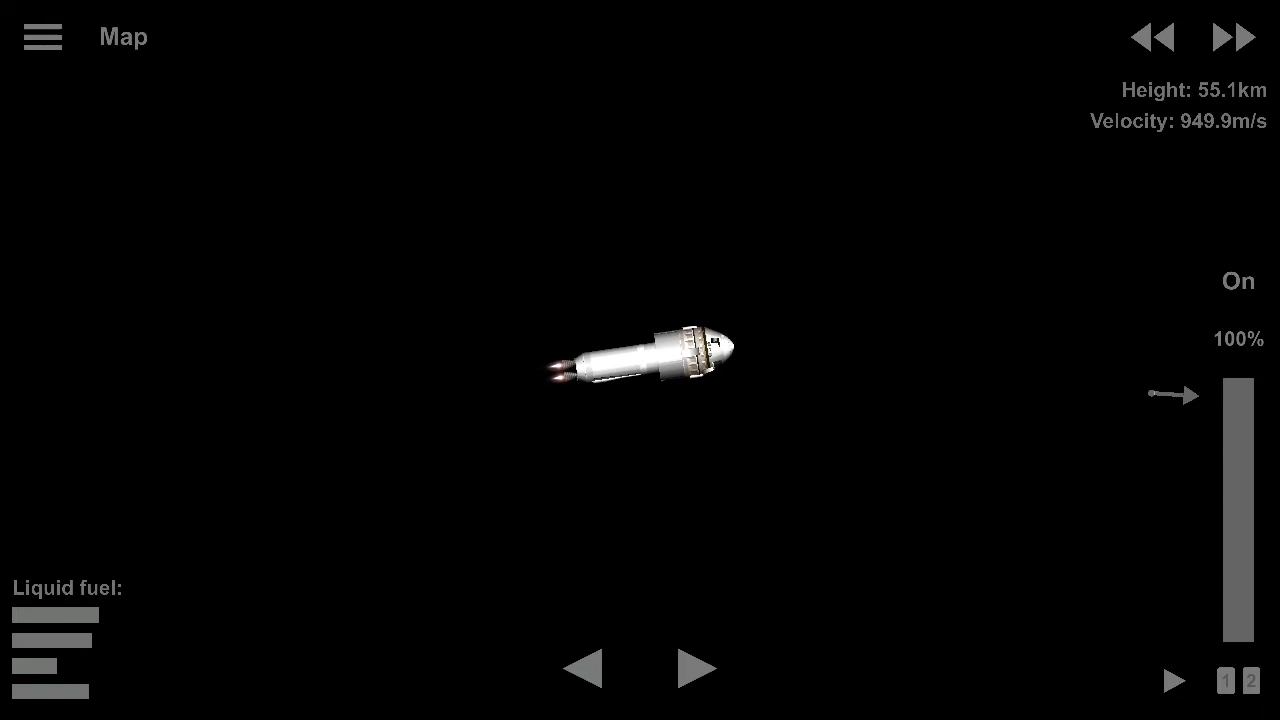 Map
Height: 55.1km
Velocity: 949.9m/s
On
100%
Liquid fuel:
1 2